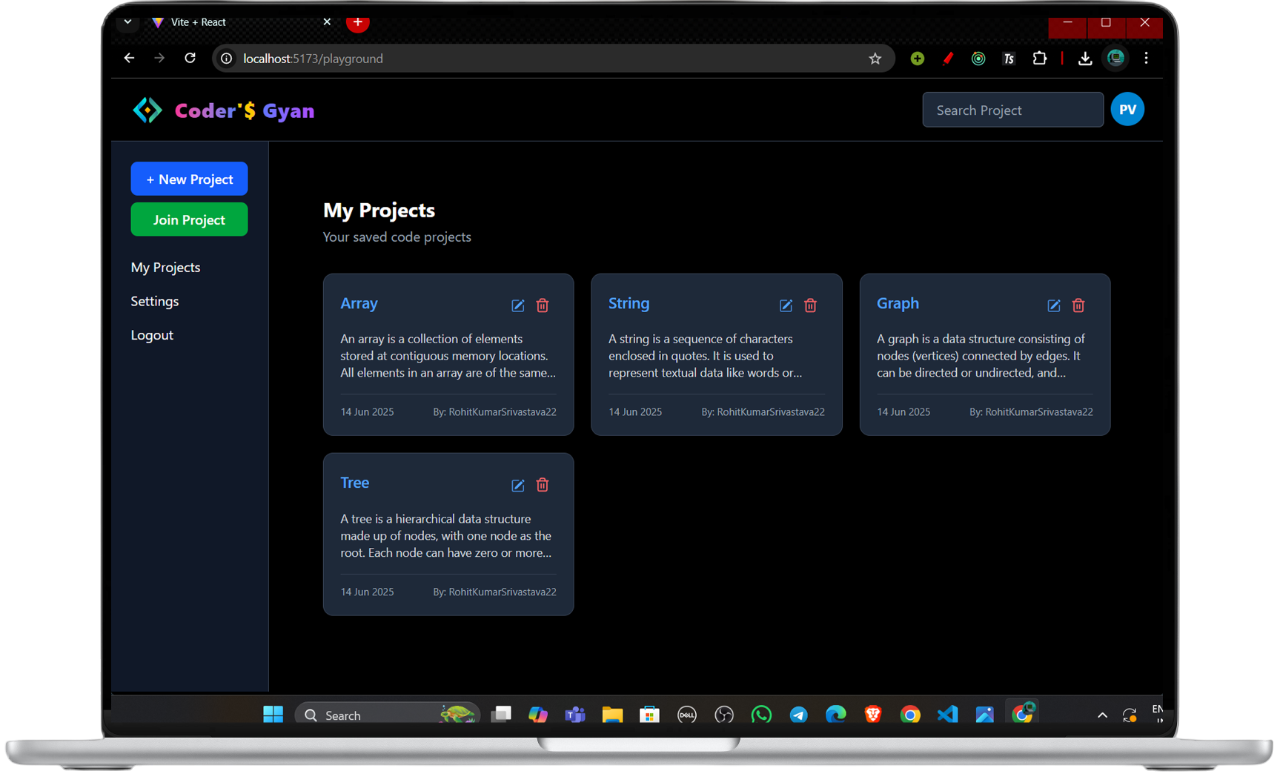 Vite + React
localhost:5173/playground
Ts
Coder'$ Gyan
Search Project
PV
+ New Project
Join Project
My Projects
Settings
Logout
My Projects
Your saved code projects
Array
An array is a collection of elements
stored at contiguous memory locations.
All elements in an array are of the same...
14 Jun 2025 By: RohitKumarSrivastava22
String
A string is a sequence of characters
enclosed in quotes. It is used to
represent textual data like words or...
14 Jun 2025 By: RohitKumarSrivastava22
Graph
A graph is a data structure consisting of
nodes (vertices) connected by edges. It
can be directed or undirected, and...
14 Jun 2025 By: RohitKumarSrivastava22
Tree
A tree is a hierarchical data structure
made up of nodes, with one node as the
root. Each node can have zero or more...
14 Jun 2025 By: RohitKumarSrivastava22
Search
DELL